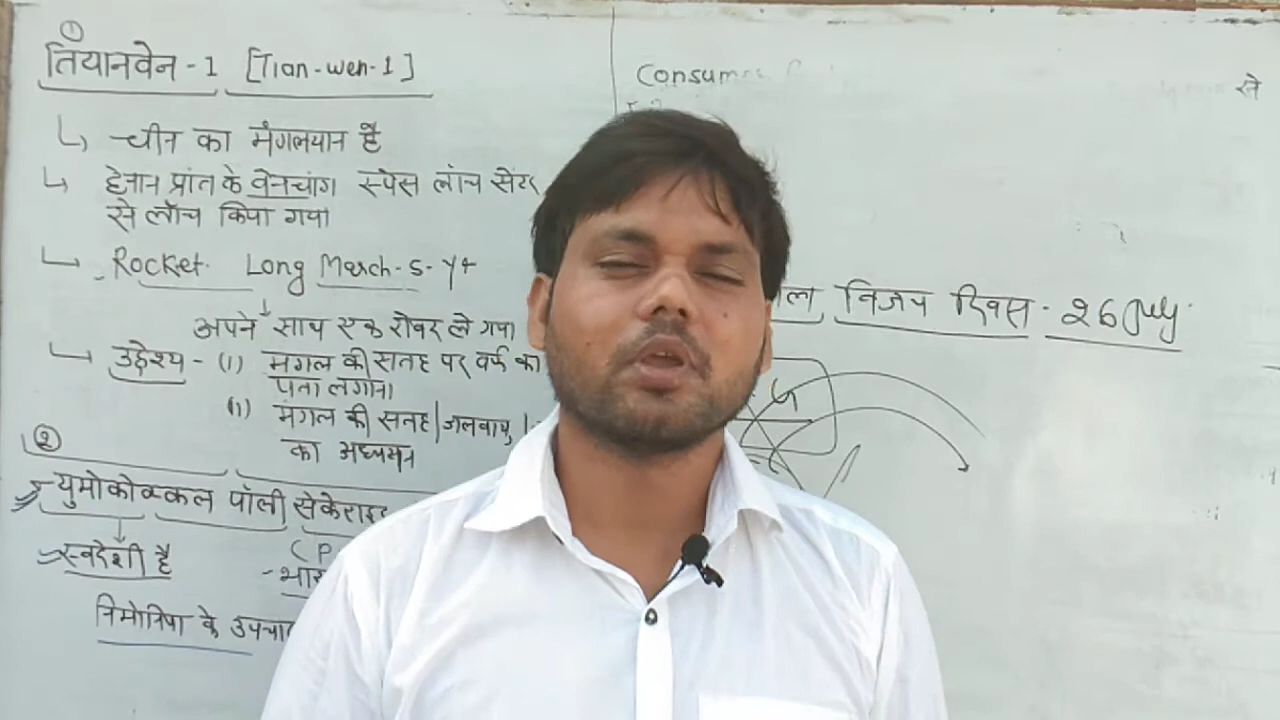 ①
तियानवेन-1 [Tian-wen-1]
↳ चीन का मंगलयान है
↳ हेनान प्रांत के वेनचांग स्पेस लॉंच सेन्टर
से लॉंच किया गया
↳ Rocket. Long March-5-Y4
↓
अपने साथ एक रोवर ले गया
↳ उद्देश्य - (1) मंगल की सतह पर बर्फ का
पता लगाना
(11) मंगल की सतह/जलवायु
का अध्ययन
②
युमोकोक्कल पॉली सेकेराइड
↓
स्वदेशी है
(P
- भार
निमोनिया के उपचा
Consume
से
ला विजय दिवस - 26 July.